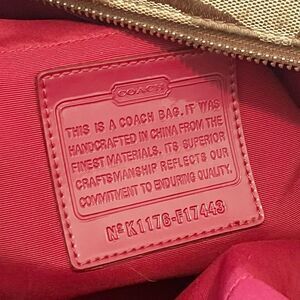 COACH
THIS IS A COACH BAG. IT WAS
HANDCRAFTED IN CHINA FROM THE
FINEST MATERIALS. ITS SUPERIOR
CRAFTSMANSHIP REFLECTS OUR
COMMITMENT TO ENDURING QUALITY.
Nº K1176-F17443